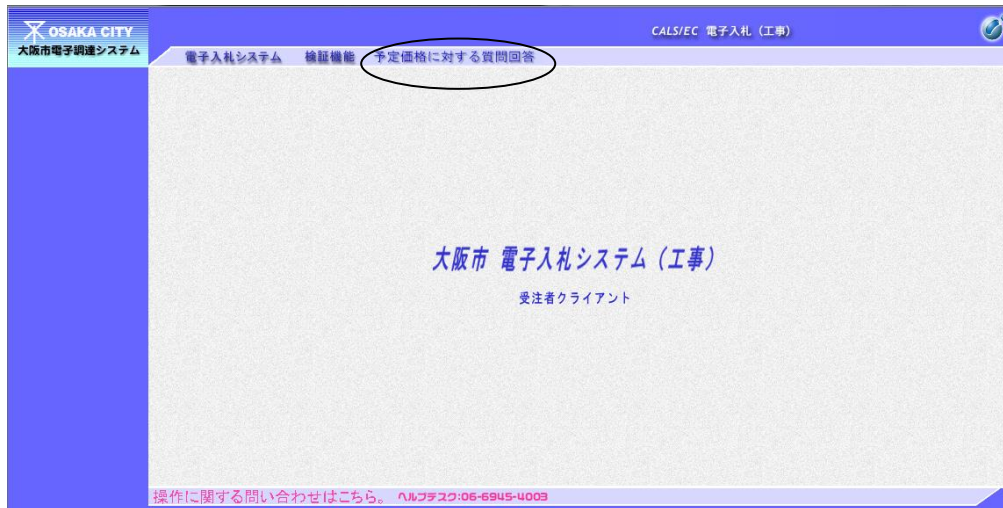 OSAKA CITY
大阪市電子調達システム
CALS/EC 電子入札（工事）
電子入札システム 検証機能 予定価格に対する質問回答
大阪市 電子入札システム（工事）
受注者クライアント
操作に関する問い合わせはこちら。 ヘルプデスク:06-6945-4003